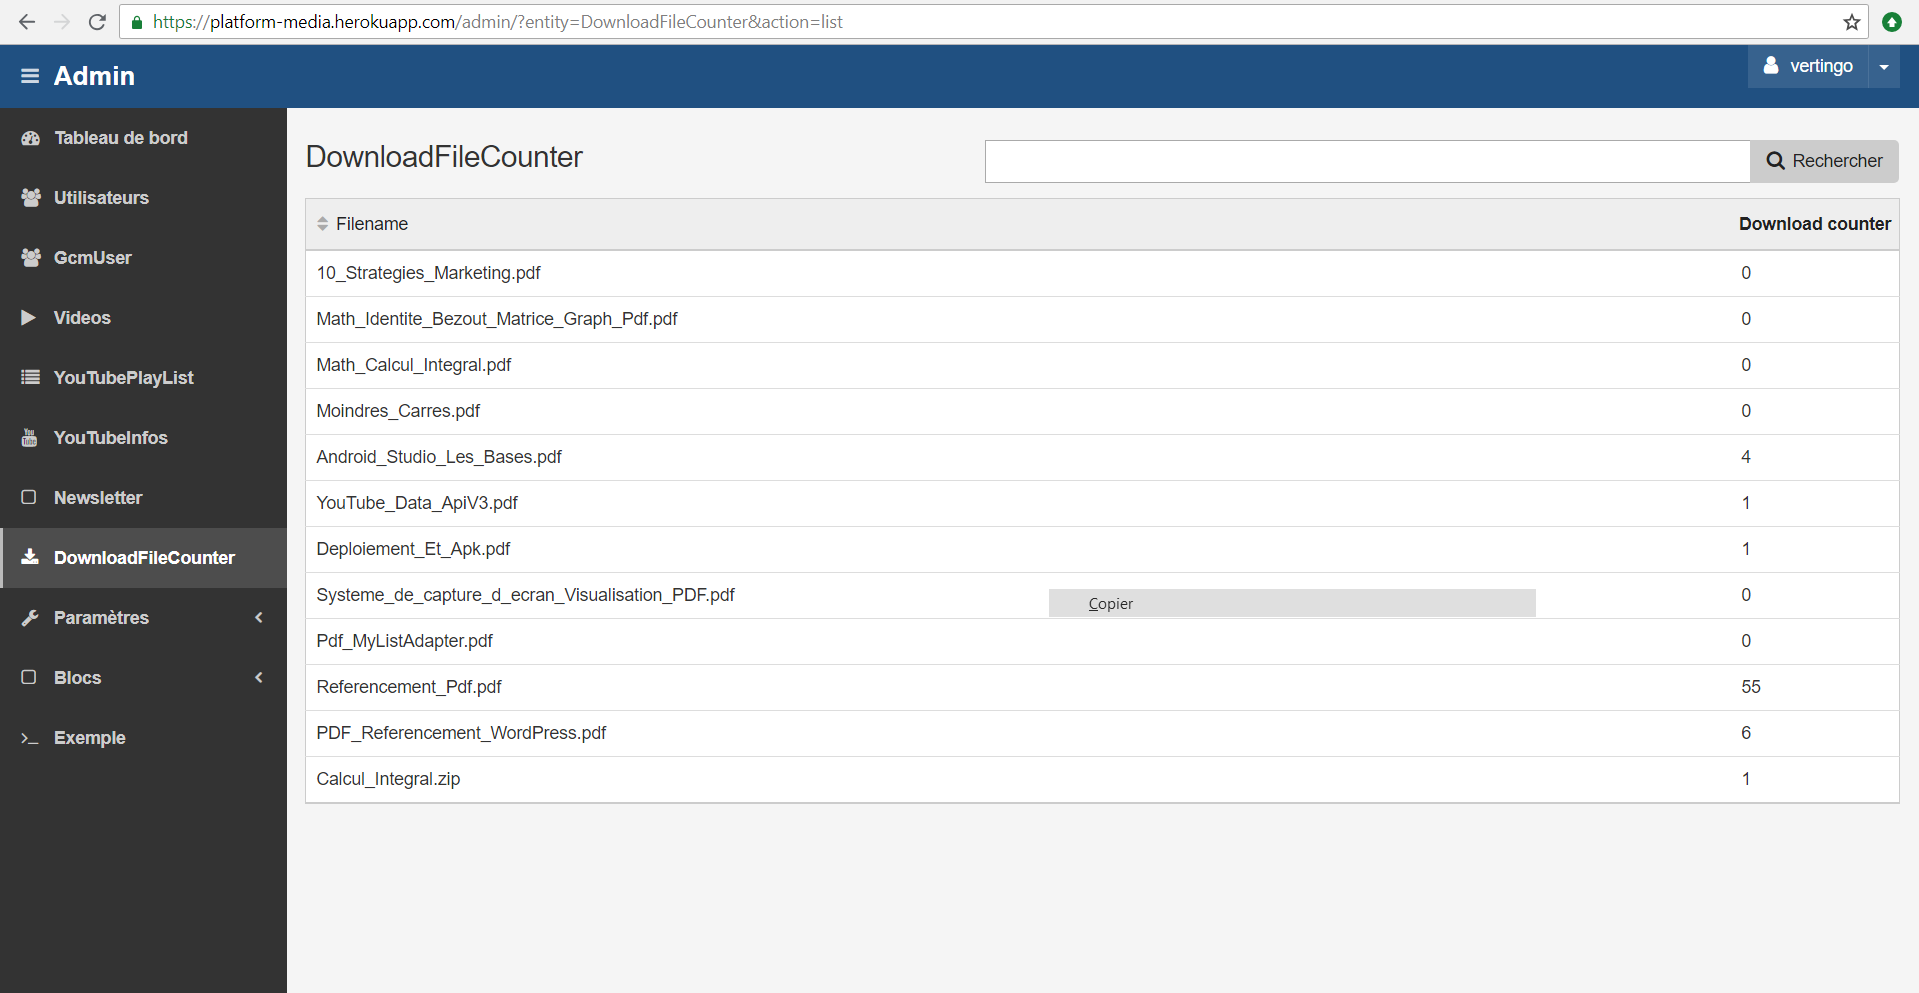 https://platform-media.herokuapp.com/admin/?entity=DownloadFileCounter&action=list
Admin
vertingo
Tableau de bord
Utilisateurs
GcmUser
Videos
YouTubePlayList
You Tube
YouTubeInfos
Newsletter
DownloadFileCounter
Paramètres
Blocs
Exemple
DownloadFileCounter
Rechercher
Filename Download counter
10_Strategies_Marketing.pdf 0
Math_Identite_Bezout_Matrice_Graph_Pdf.pdf 0
Math_Calcul_Integral.pdf 0
Moindres_Carres.pdf 0
Android_Studio_Les_Bases.pdf 4
YouTube_Data_ApiV3.pdf 1
Deploiement_Et_Apk.pdf 1
Systeme_de_capture_d_ecran_Visualisation_PDF.pdf 0
Copier
Pdf_MyListAdapter.pdf 0
Referencement_Pdf.pdf 55
PDF_Referencement_WordPress.pdf 6
Calcul_Integral.zip 1